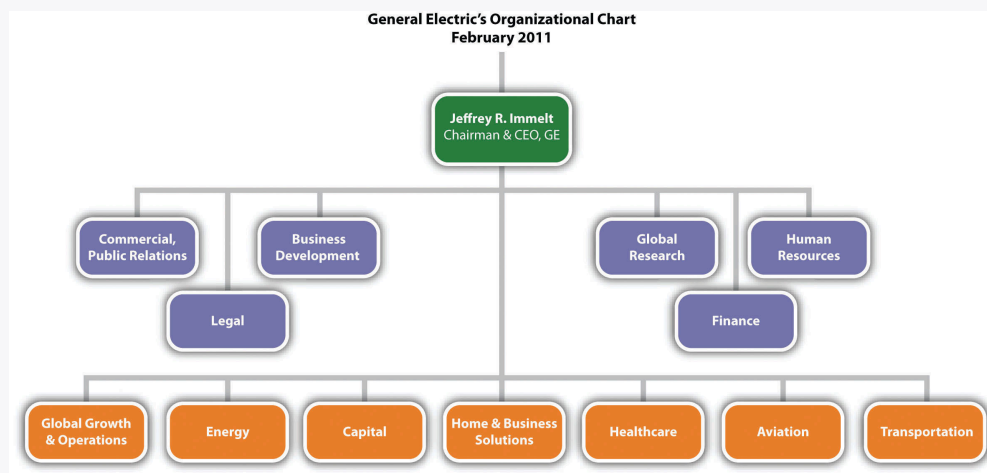 General Electric's Organizational Chart
February 2011
Jeffrey R. Immelt
Chairman & CEO, GE
Commercial,
Public Relations
Business
Development
Global
Research
Human
Resources
Legal
Finance
Global Growth
& Operations
Energy
Capital
Home & Business
Solutions
Healthcare
Aviation
Transportation